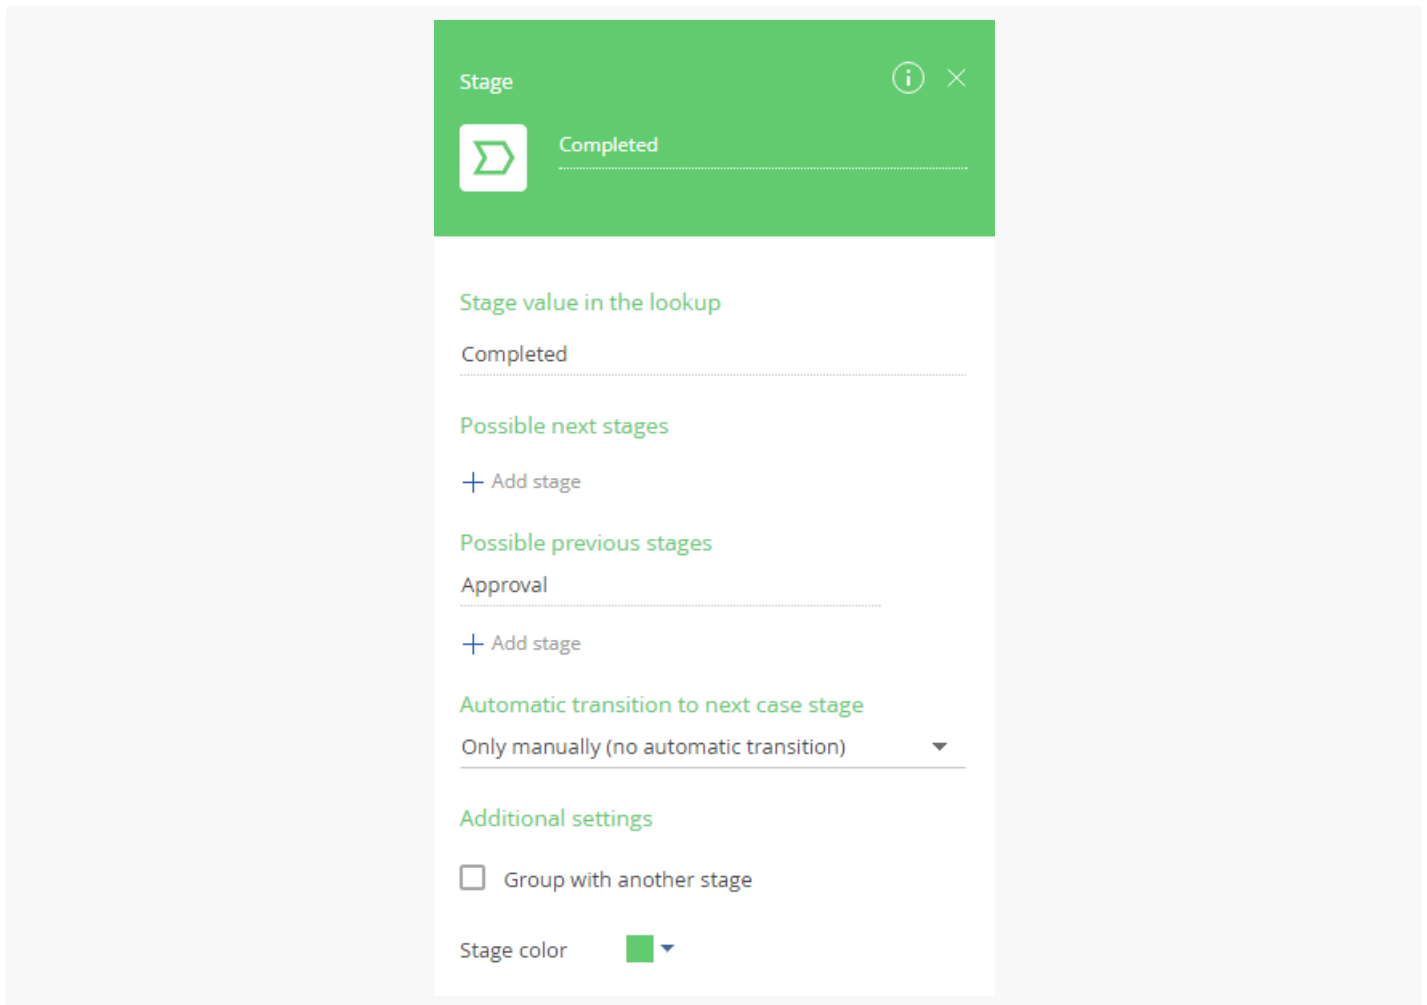 Stage
Completed
Stage value in the lookup
Completed
Possible next stages
Add stage
Possible previous stages
Approval
Add stage
Automatic transition to next case stage
Only manually (no automatic transition)
Additional settings
Group with another stage
Stage color